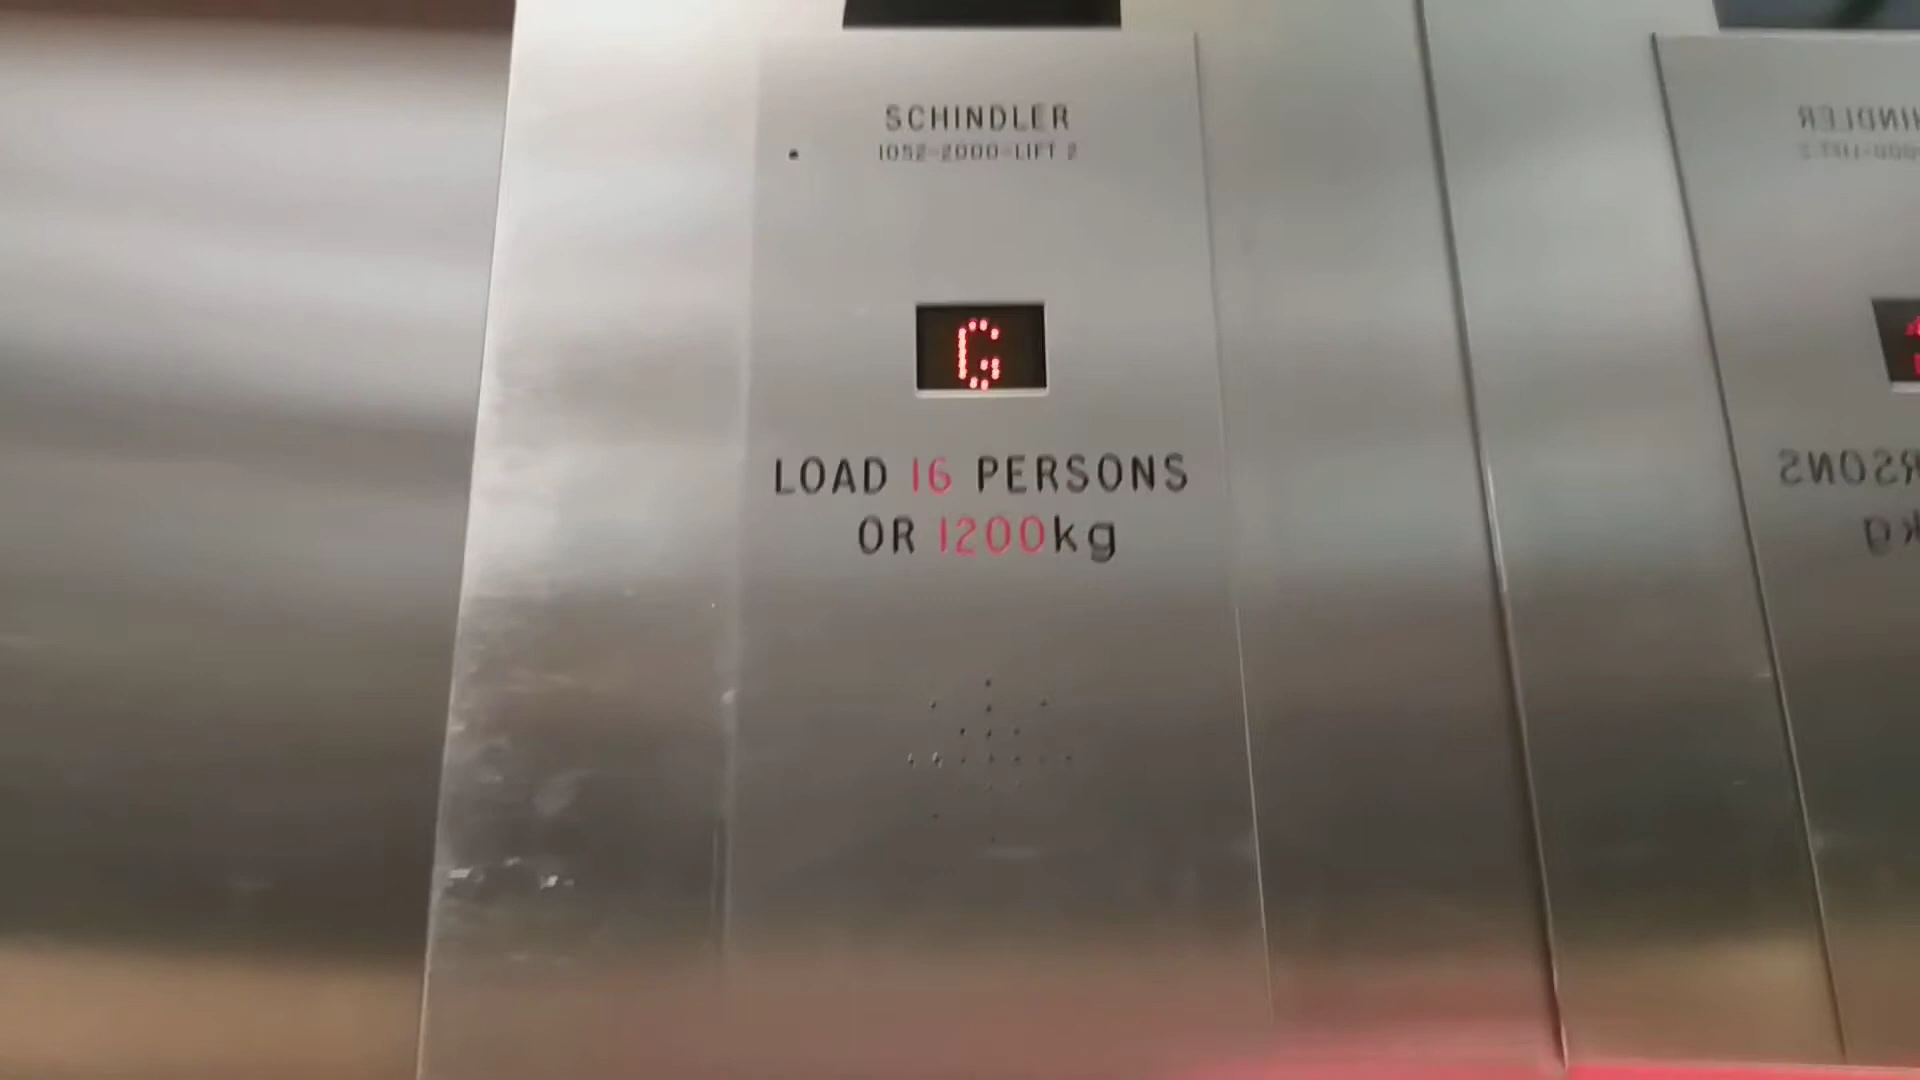 SCHINDLER
1052-2000-LIFT 2
G
LOAD 16 PERSONS
OR 1200kg